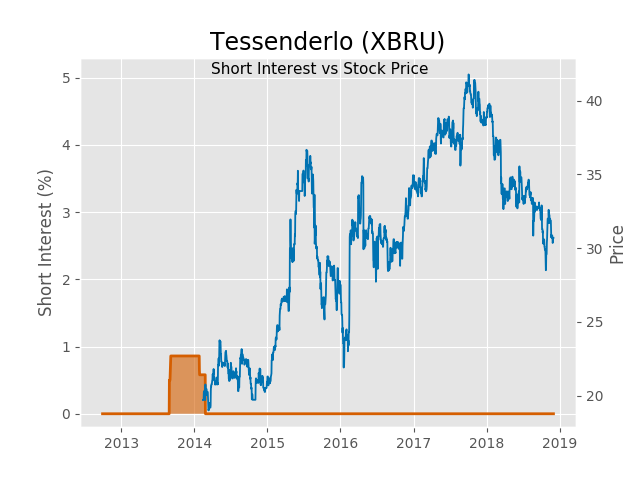 Tessenderlo (XBRU)
Short Interest vs Stock Price
Short Interest (%)
5
4
3
2
1
0
40
35
30
25
20
Price
2013 2014 2015 2016 2017 2018 2019